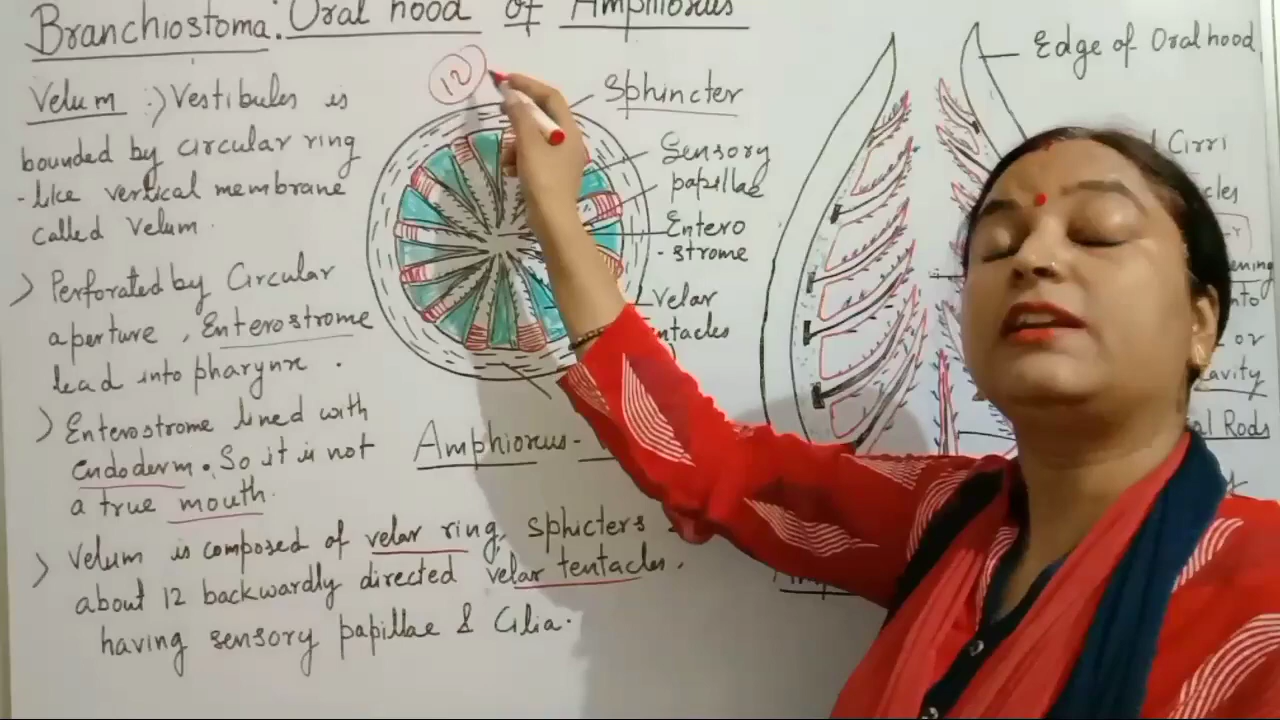 Branchiostoma: Oral hood of Amphioxus
Velum :> Vestibules is
bounded by circular ring
-like vertical membrane
called Velum.
> Perforated by Circular
aperture, Enterostrome
lead into pharynx.
> Enterostrome lined with
endoderm. So it is not
a true mouth.
> Velum is composed of velar ring, sphicters
about 12 backwardly directed velar tentacles.
having sensory papillae & Cilia.
12
Sphincter
Sensory
papillae
Entero
-strome
Velar
Amphioxus-
Edge of Oral hood
Cirri
Cavity
Rods